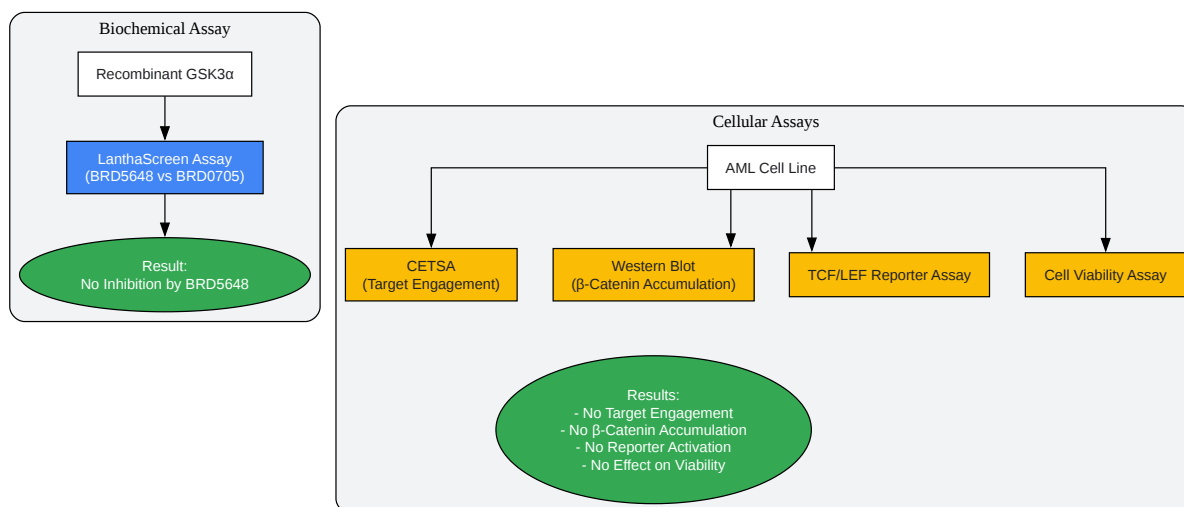 Biochemical Assay
Recombinant GSK3α
LanthaScreen Assay
(BRD5648 vs BRD0705)
Result:
No Inhibition by BRD5648
Cellular Assays
AML Cell Line
CETSA
(Target Engagement)
Western Blot
(β-Catenin Accumulation)
TCF/LEF Reporter Assay
Cell Viability Assay
Results:
- No Target Engagement
- No β-Catenin Accumulation
- No Reporter Activation
- No Effect on Viability